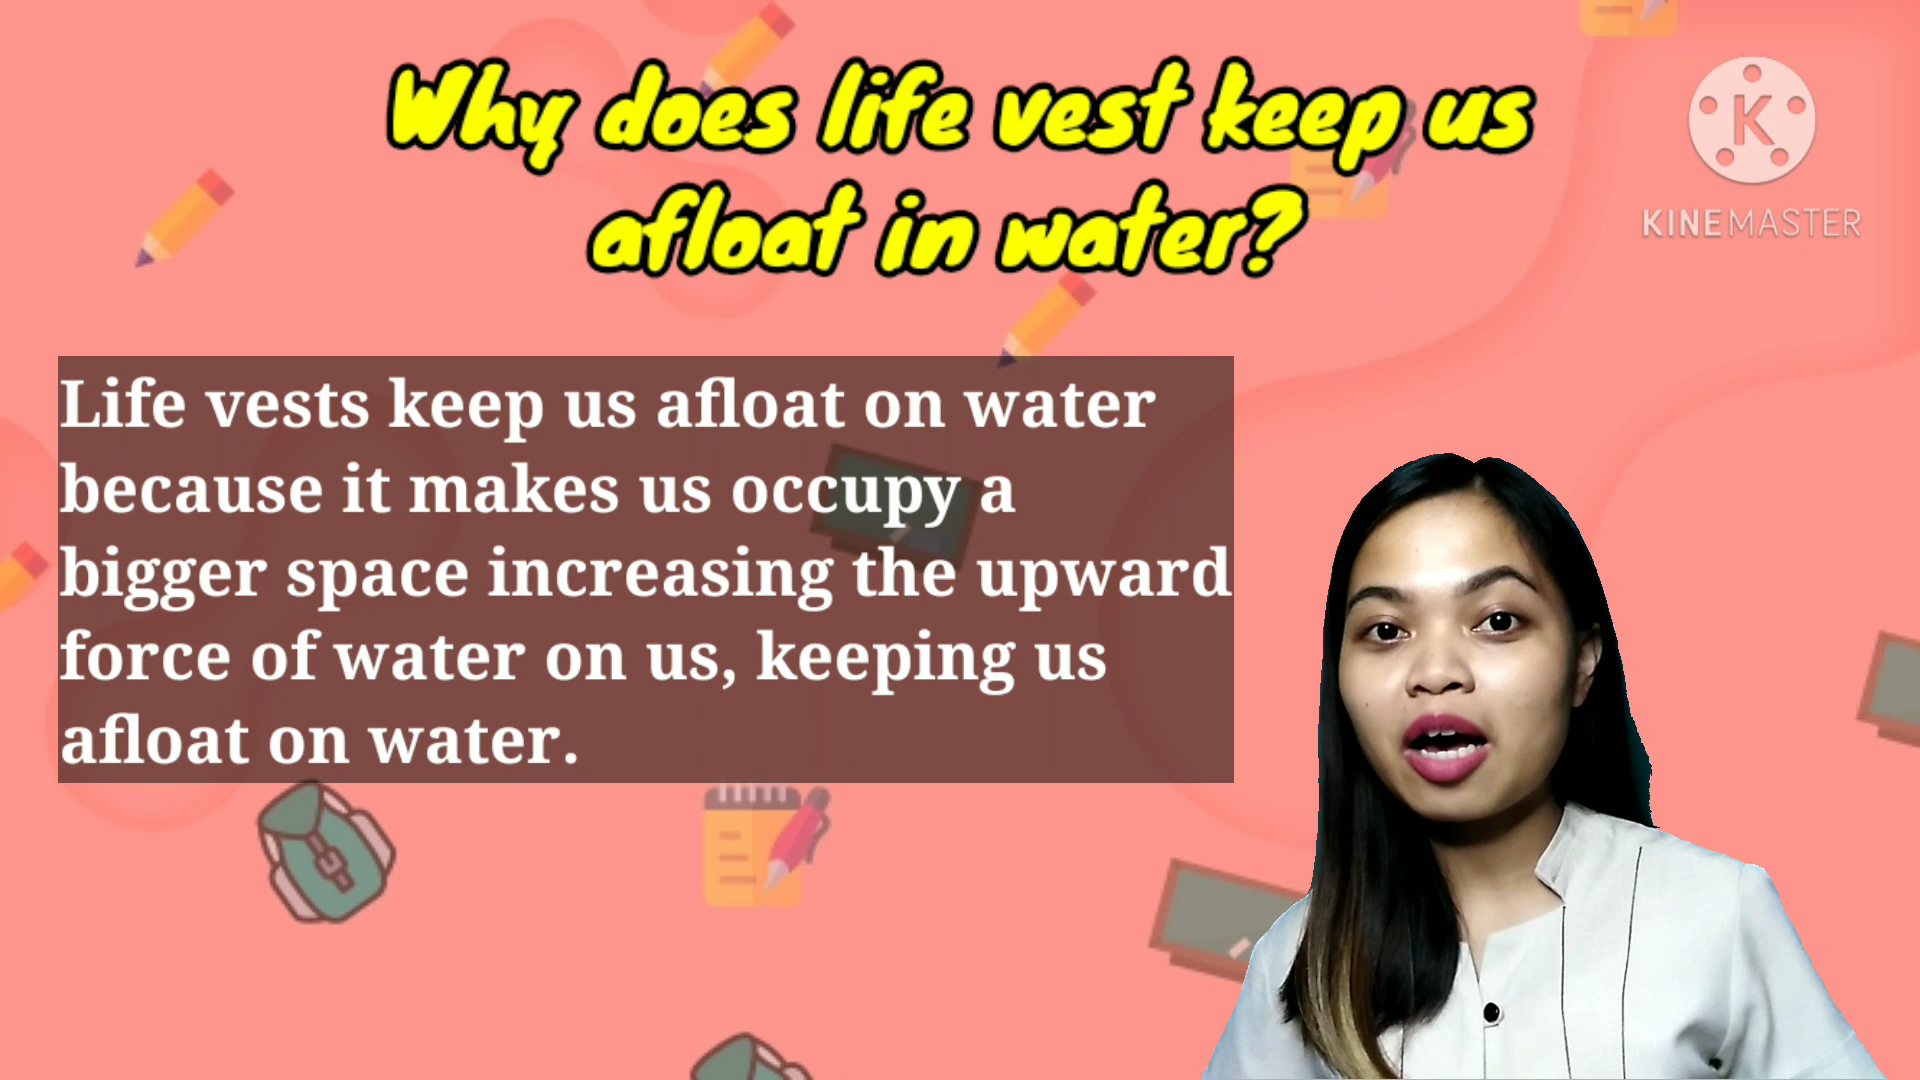 Why does life vest keep us
afloat in water?
K
KINEMASTER
Life vests keep us afloat on water
because it makes us occupy a
bigger space increasing the upward
force of water on us, keeping us
afloat on water.